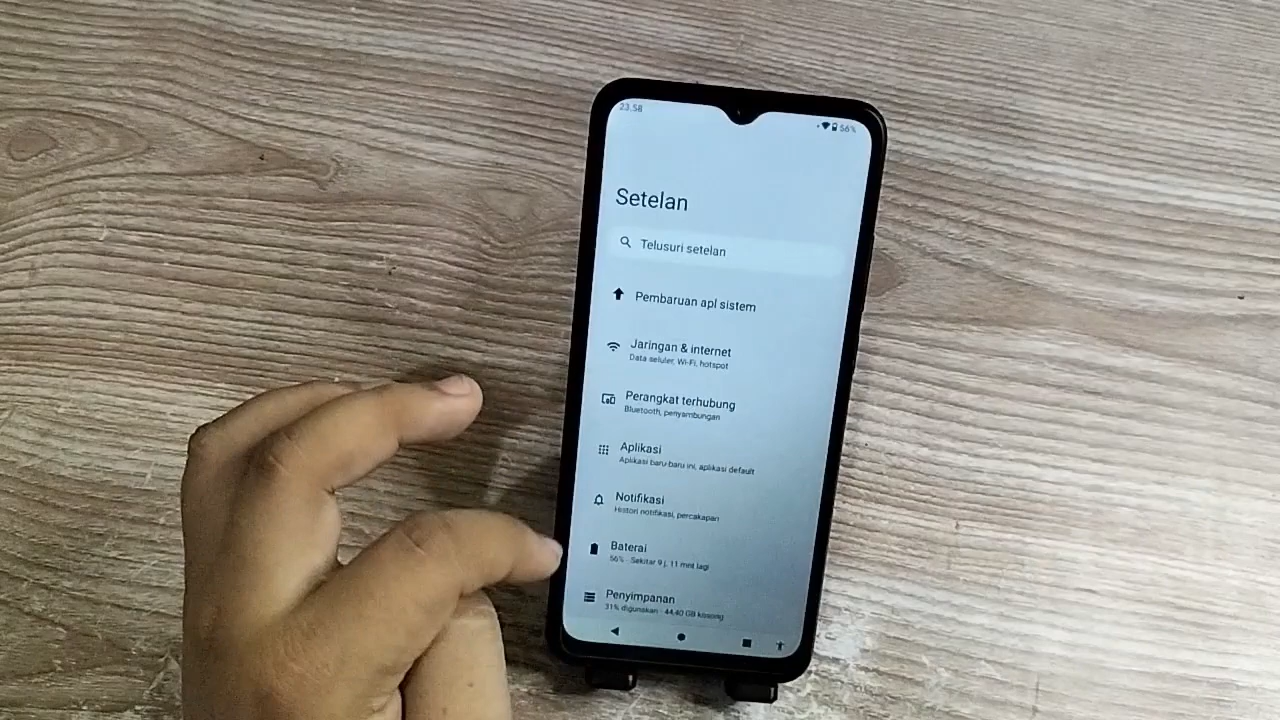 23.58
56%
Setelan
Telusuri setelan
Pembaruan apl sistem
Jaringan & internet
Data seluler, Wi-Fi, hotspot
Perangkat terhubung
Bluetooth, penyambungan
Aplikasi
Aplikasi baru-baru ini, aplikasi default
Notifikasi
Histori notifikasi, percakapan
Baterai
56% - Sekitar 9 j, 11 mnt lagi
Penyimpanan
31% digunakan - 44,40 GB kosong